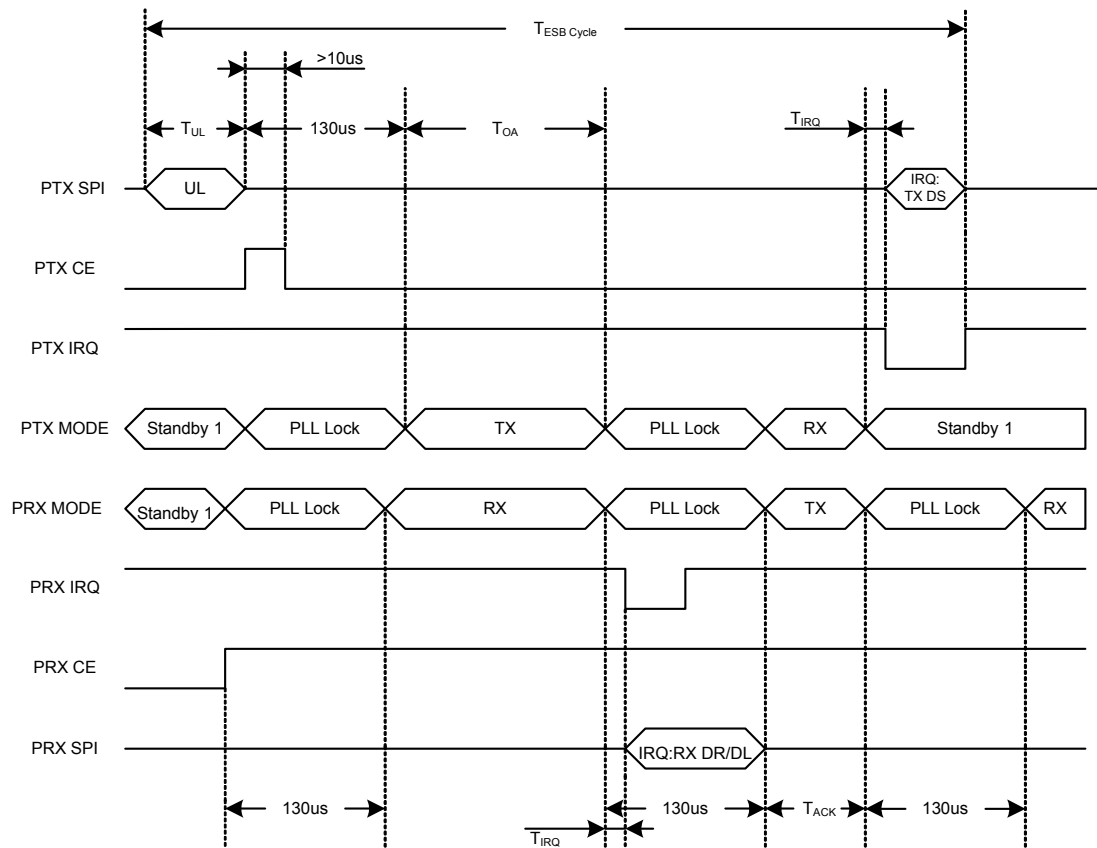 TESB Cycle
>10us
TUL
130us
TOA
TIRQ
PTX SPI
UL
IRQ:
TX DS
PTX CE
PTX IRQ
PTX MODE
Standby 1
PLL Lock
TX
PLL Lock
RX
Standby 1
PRX MODE
Standby 1
PLL Lock
RX
PLL Lock
TX
PLL Lock
RX
PRX IRQ
PRX CE
PRX SPI
IRQ:RX DR/DL
130us
130us
TACK
130us
TIRQ